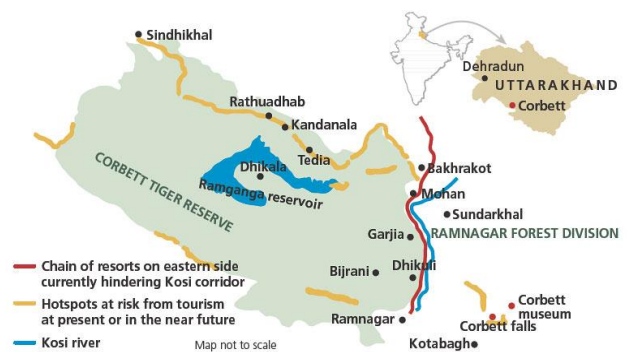 Sindhikhal
Dehradun
UTTARAKHAND
Corbett
Rathuadhab
Kandanala
Tedia
Dhikala
Ramganga reservoir
CORBETT TIGER RESERVE
Bakhrakot
Mohan
Sundarkhal
Garjia
RAMNAGAR FOREST DIVISION
Bijrani
Dhikuli
Chain of resorts on eastern side
currently hindering Kosi corridor
Hotspots at risk from tourism
at present or in the near future
Kosi river
Map not to scale
Ramnagar
Corbett
museum
Corbett falls
Kotabagh